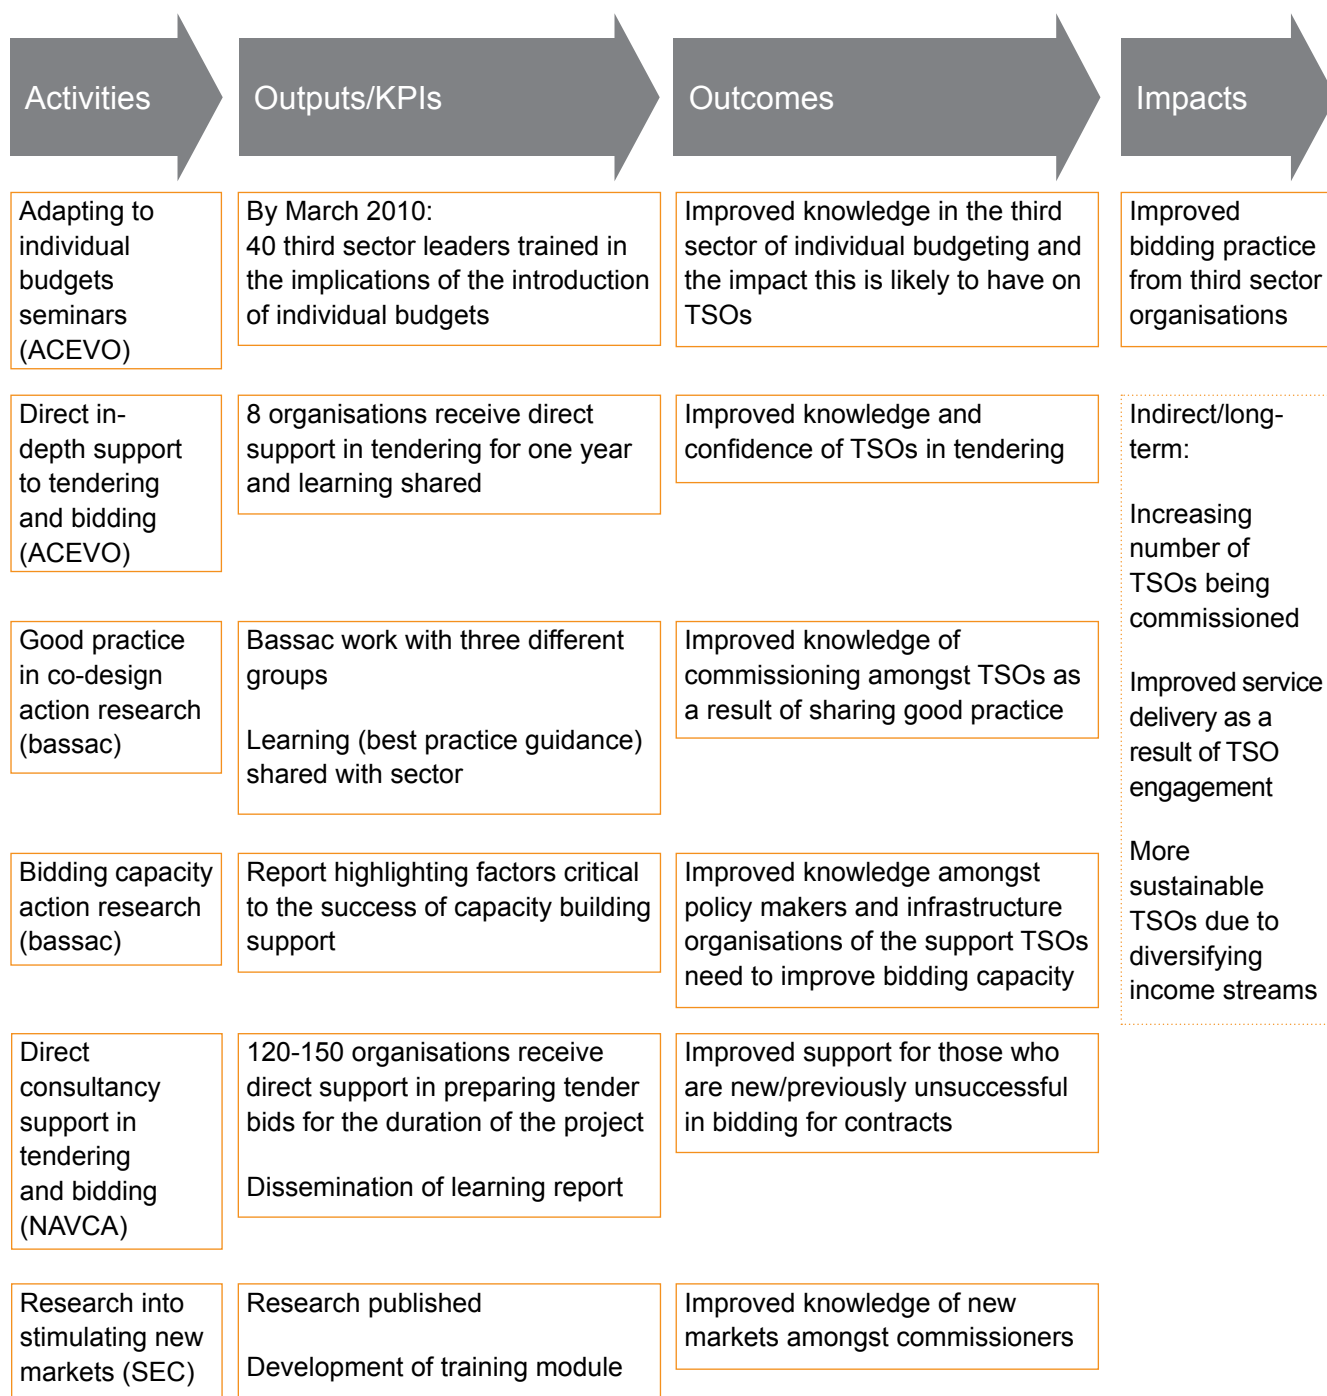 Activities
Outputs/KPIs
Outcomes
Impacts
Adapting to
individual
budgets
seminars
(ACEVO)
By March 2010:
40 third sector leaders trained in
the implications of the introduction
of individual budgets
Improved knowledge in the third
sector of individual budgeting and
the impact this is likely to have on
TSOs
Improved
bidding practice
from third sector
organisations
Direct in-
depth support
to tendering
and bidding
(ACEVO)
8 organisations receive direct
support in tendering for one year
and learning shared
Improved knowledge and
confidence of TSOs in tendering
Indirect/long-
term:
Increasing
number of
TSOs being
commissioned
Improved service
delivery as a
result of TSO
engagement
More
sustainable
TSOs due to
diversifying
income streams
Good practice
in co-design
action research
(bassac)
Bassac work with three different
groups
Learning (best practice guidance)
shared with sector
Improved knowledge of
commissioning amongst TSOs as
a result of sharing good practice
Bidding capacity
action research
(bassac)
Report highlighting factors critical
to the success of capacity building
support
Improved knowledge amongst
policy makers and infrastructure
organisations of the support TSOs
need to improve bidding capacity
Direct
consultancy
support in
tendering
and bidding
(NAVCA)
120-150 organisations receive
direct support in preparing tender
bids for the duration of the project
Dissemination of learning report
Improved support for those who
are new/previously unsuccessful
in bidding for contracts
Research into
stimulating new
markets (SEC)
Research published
Development of training module
Improved knowledge of new
markets amongst commissioners